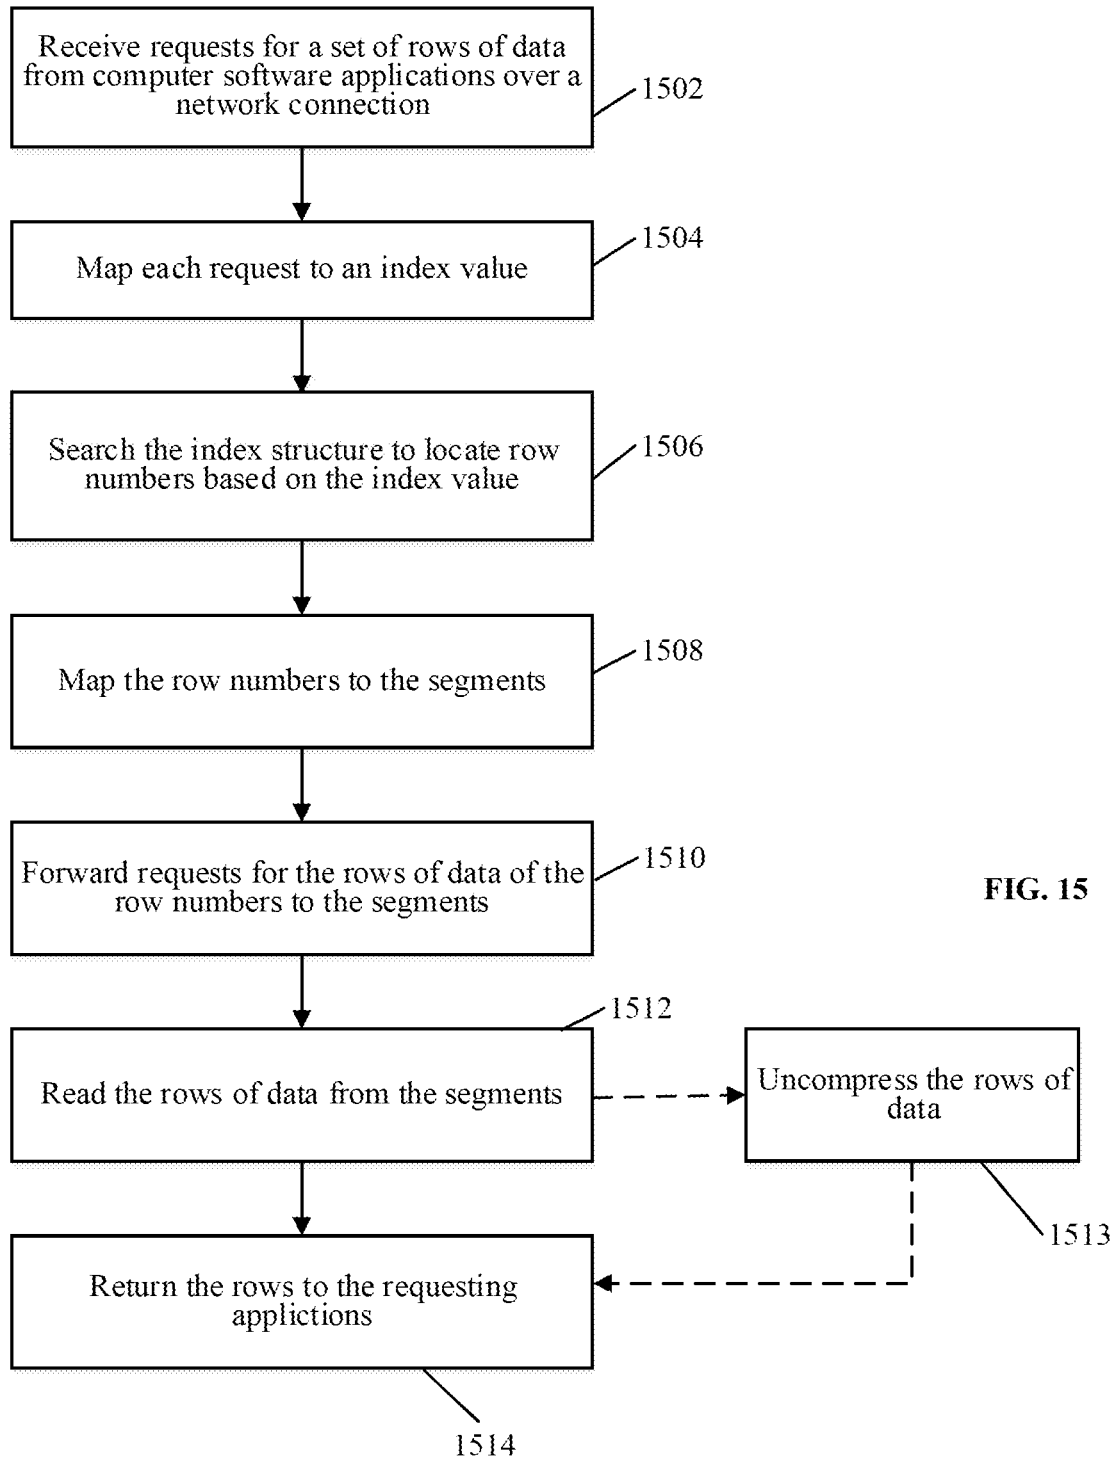 Receive requests for a set of rows of data
from computer software applications over a
network connection
1502
Map each request to an index value
1504
Search the index structure to locate row
numbers based on the index value
1506
Map the row numbers to the segments
1508
Forward requests for the rows of data of the
row numbers to the segments
1510
FIG. 15
Read the rows of data from the segments
1512
Uncompress the rows of
data
1513
Return the rows to the requesting
applictions
1514